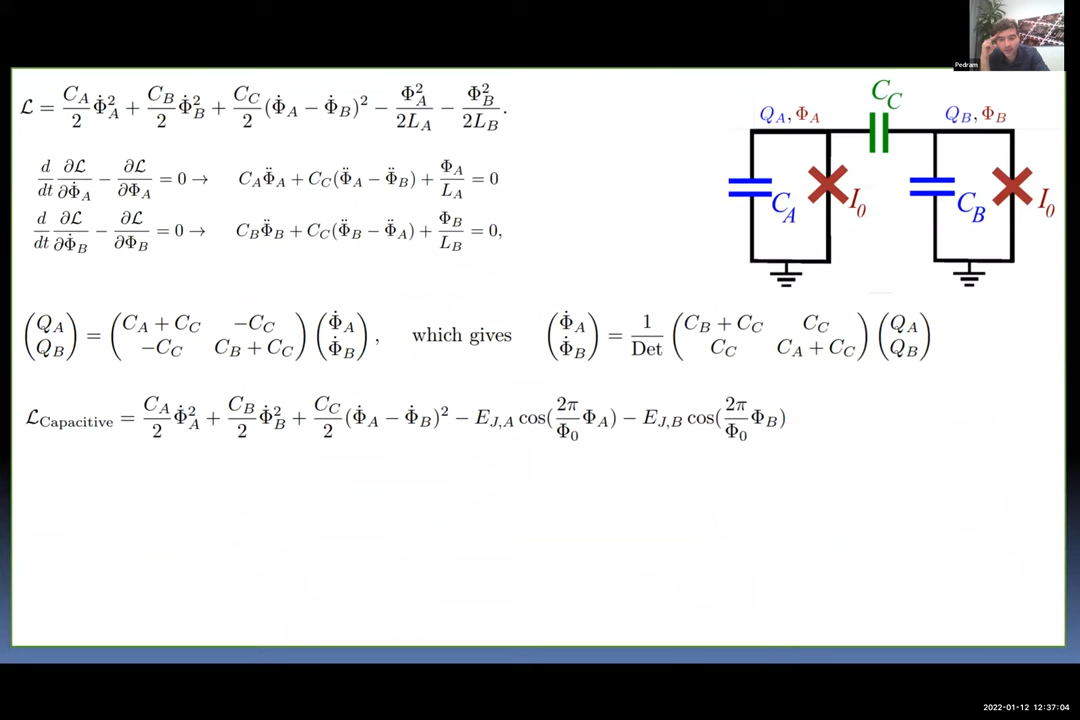 Pedram
ℒ = C_A/2 Φ̇_A² + C_B/2 Φ̇_B² + C_C/2 (Φ̇_A − Φ̇_B)² − Φ_A²/2L_A − Φ_B²/2L_B.
d/dt ∂ℒ/∂Φ̇_A − ∂ℒ/∂Φ_A = 0 → C_A Φ̈_A + C_C(Φ̈_A − Φ̈_B) + Φ_A/L_A = 0
d/dt ∂ℒ/∂Φ̇_B − ∂ℒ/∂Φ_B = 0 → C_B Φ̈_B + C_C(Φ̈_B − Φ̈_A) + Φ_B/L_B = 0,
C_C
Q_A, Φ_A
Q_B, Φ_B
C_A
I_0
C_B
I_0
(Q_A; Q_B) = (C_A + C_C, −C_C; −C_C, C_B + C_C) (Φ̇_A; Φ̇_B), which gives (Φ̇_A; Φ̇_B) = 1/Det (C_B + C_C, C_C; C_C, C_A + C_C) (Q_A; Q_B)
ℒ_Capacitive = C_A/2 Φ̇_A² + C_B/2 Φ̇_B² + C_C/2 (Φ̇_A − Φ̇_B)² − E_{J,A} cos(2π/Φ_0 Φ_A) − E_{J,B} cos(2π/Φ_0 Φ_B)
2022-01-12 12:37:04